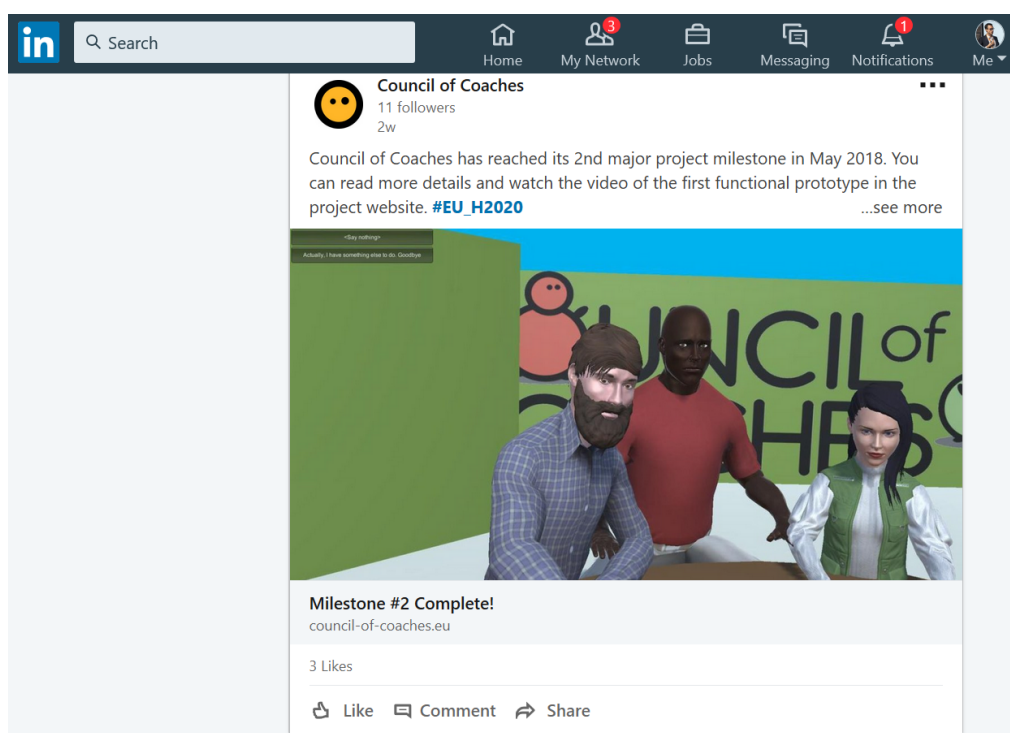 in
Search
3
1
Home
My Network
Jobs
Messaging
Notifications
Me
Council of Coaches
11 followers
2w
Council of Coaches has reached its 2nd major project milestone in May 2018. You
can read more details and watch the video of the first functional prototype in the
project website. #EU_H2020
...see more
<Say nothing>
Actually, I have something else to do. Goodbye
COUNCIL of
COACHES
Milestone #2 Complete!
council-of-coaches.eu
3 Likes
Like
Comment
Share